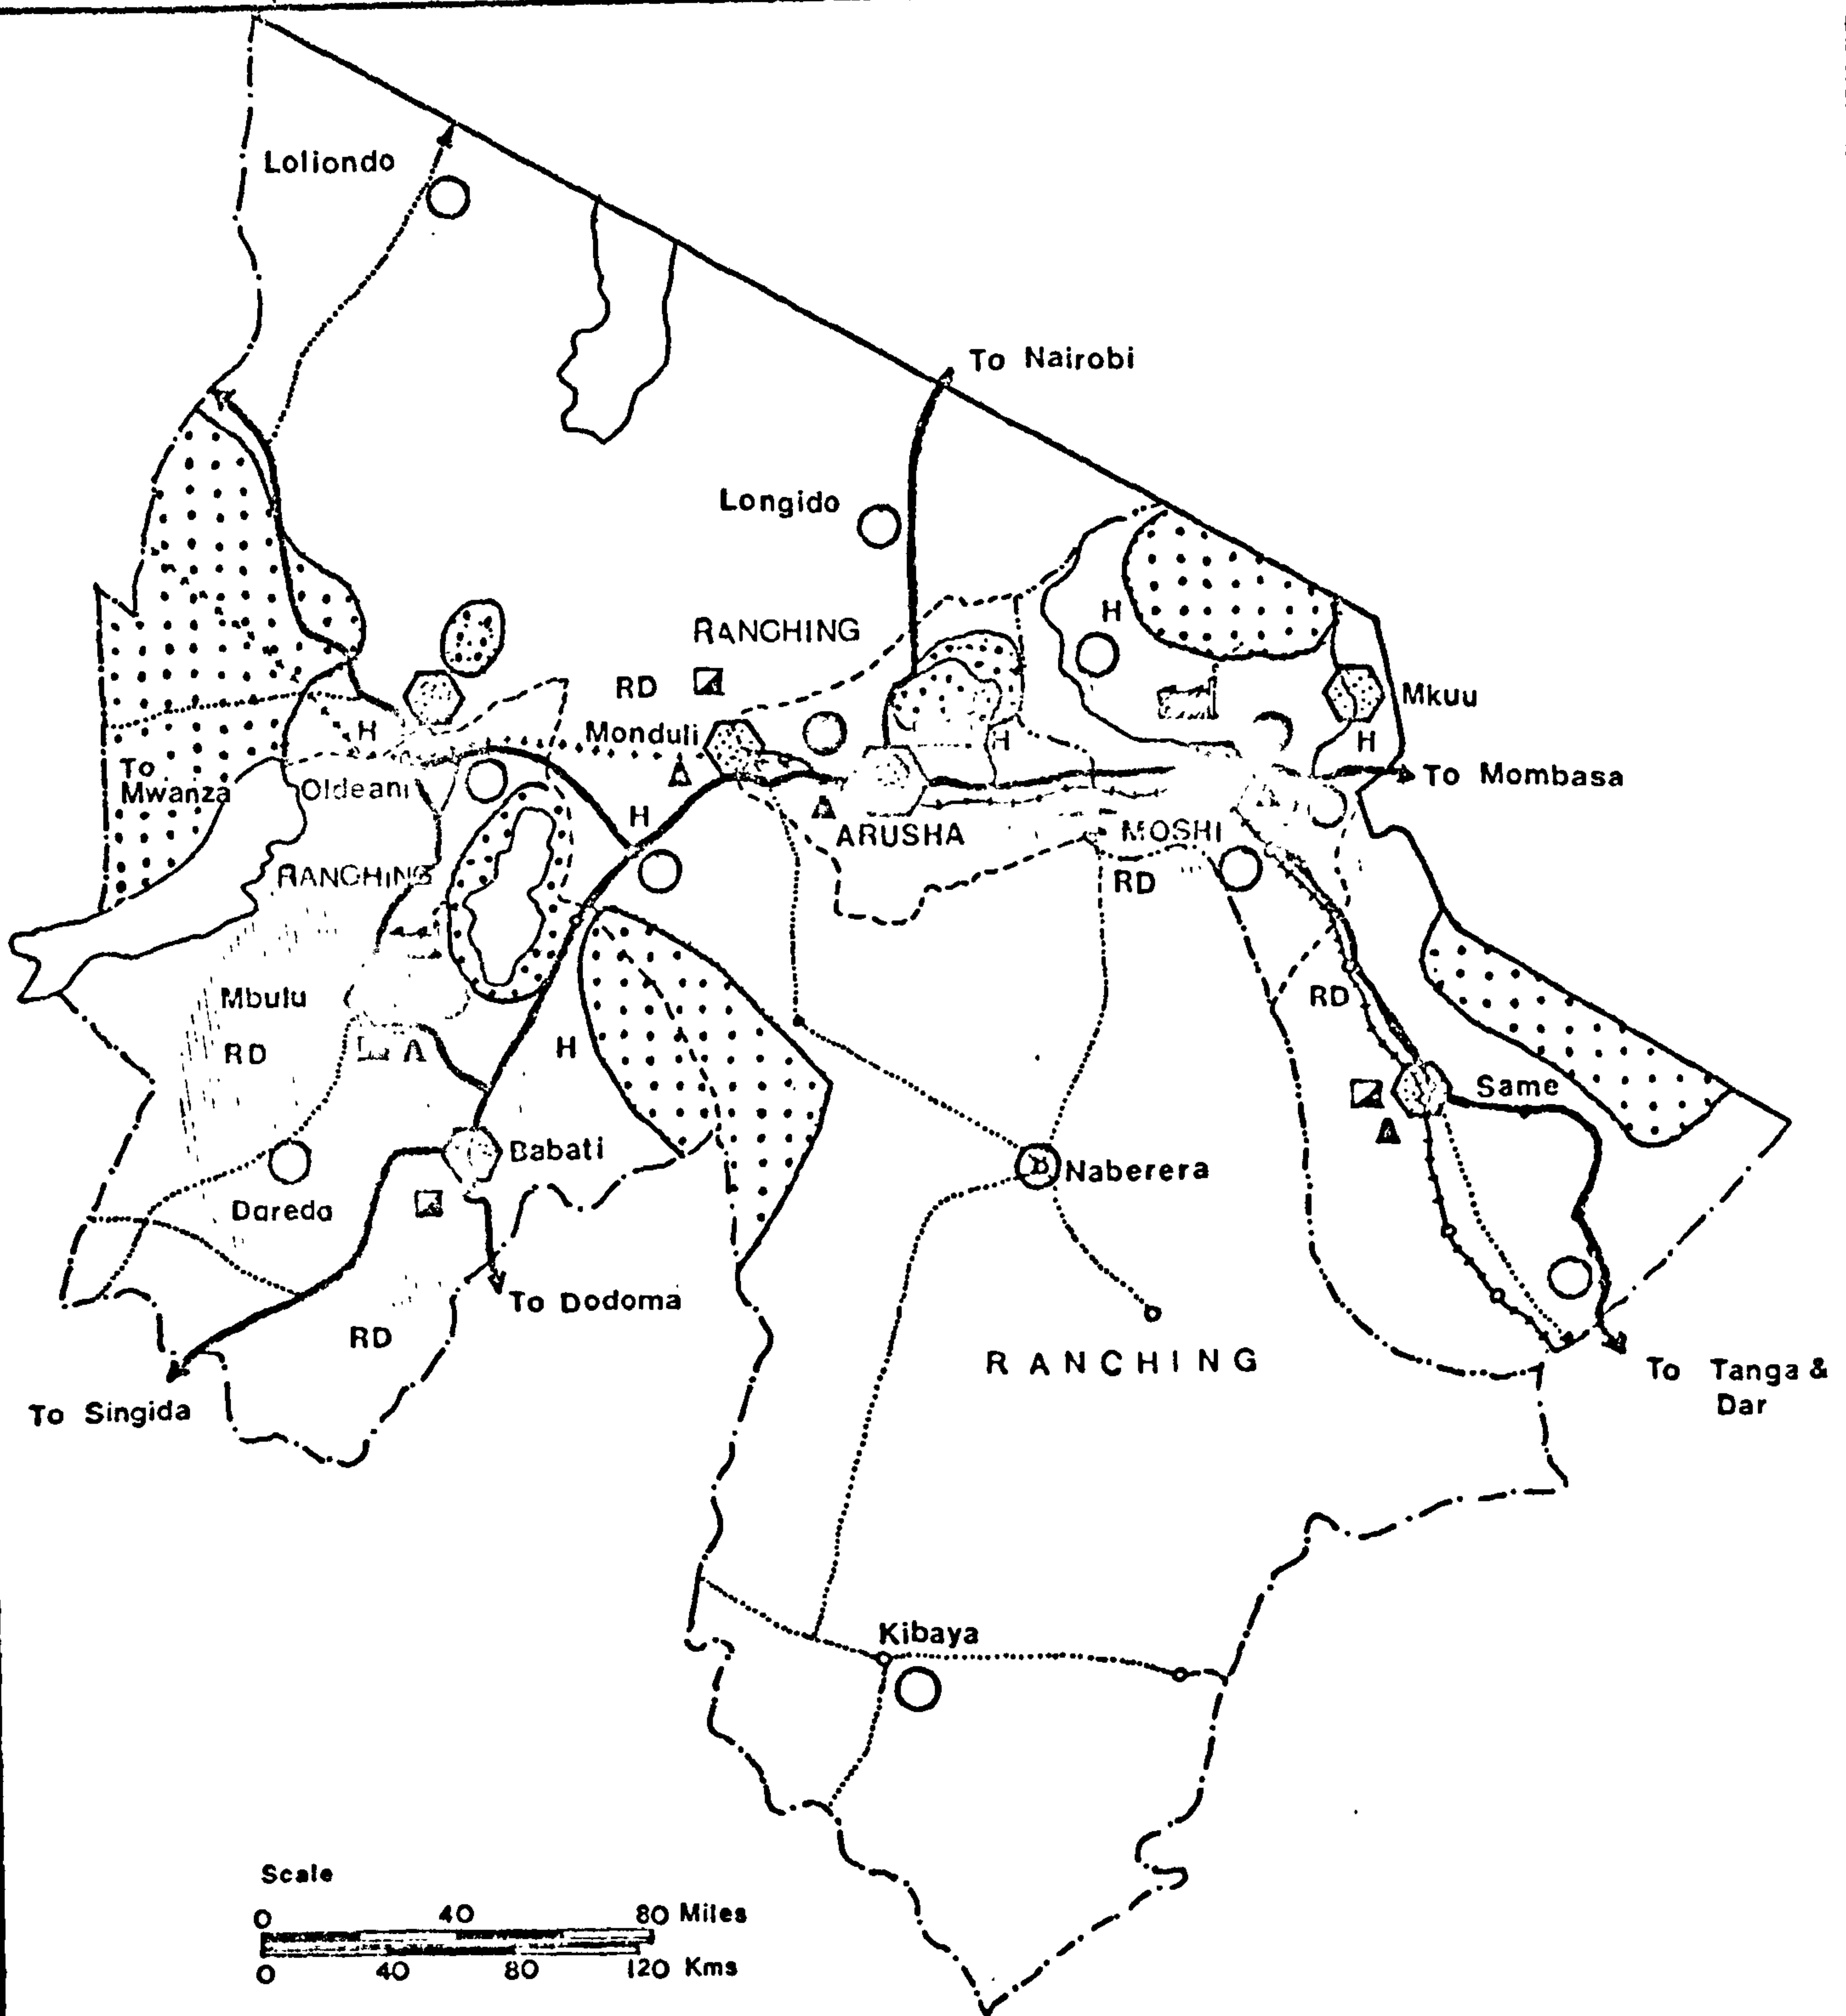 Loliondo
To Nairobi
Longido
H
RANCHING
RD
Mkuu
H
Monduli
H
H
To
Mwanza
Oldeani
To Mombasa
H
ARUSHA
MOSHI
RANCHING
RD
Mbulu
RD
RD
H
Same
Babati
Naberera
Dareda
To Dodoma
RD
RANCHING
To Tanga &
Dar
To Singida
Kibaya
Scale
0 40 80 Miles
0 40 80 120 Kms